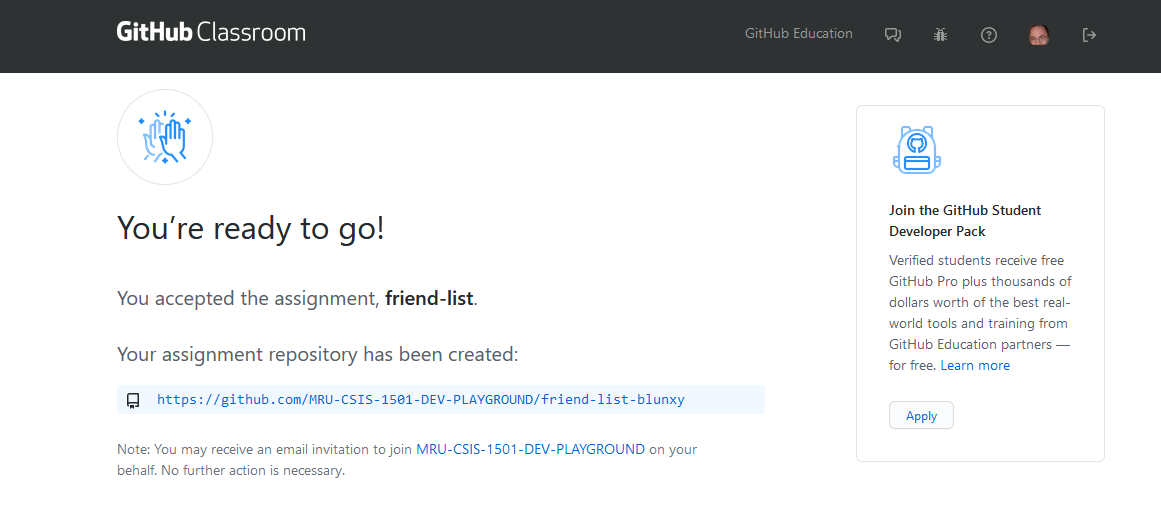 GitHub Classroom
GitHub Education
You’re ready to go!
You accepted the assignment, friend-list.
Your assignment repository has been created:
https://github.com/MRU-CSIS-1501-DEV-PLAYGROUND/friend-list-blunxy
Note: You may receive an email invitation to join MRU-CSIS-1501-DEV-PLAYGROUND on your
behalf. No further action is necessary.
Join the GitHub Student
Developer Pack
Verified students receive free
GitHub Pro plus thousands of
dollars worth of the best real-
world tools and training from
GitHub Education partners —
for free. Learn more
Apply